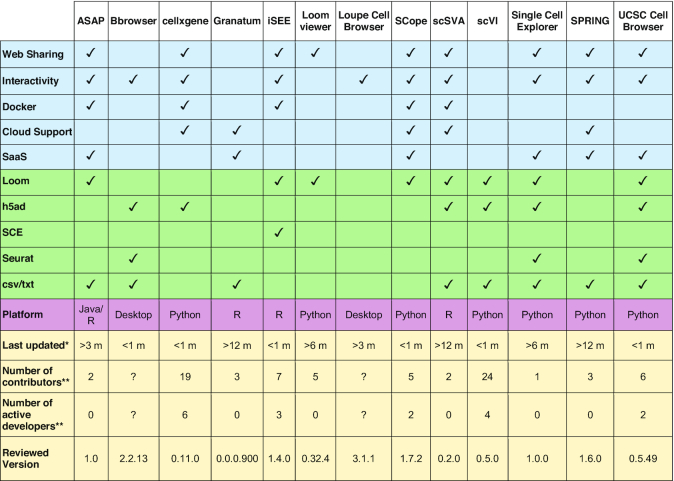 ASAP Bbrowser cellxgene Granatum iSEE Loom viewer Loupe Cell Browser SCope scSVA scVI Single Cell Explorer SPRING UCSC Cell Browser
Web Sharing ✓ ✓ ✓ ✓ ✓ ✓ ✓ ✓ ✓
Interactivity ✓ ✓ ✓ ✓ ✓ ✓ ✓ ✓ ✓ ✓
Docker ✓ ✓ ✓ ✓ ✓
Cloud Support ✓ ✓ ✓ ✓ ✓
SaaS ✓ ✓ ✓ ✓ ✓ ✓
Loom ✓ ✓ ✓ ✓ ✓ ✓ ✓ ✓
h5ad ✓ ✓ ✓ ✓ ✓ ✓
SCE ✓
Seurat ✓ ✓ ✓
csv/txt ✓ ✓ ✓ ✓ ✓ ✓ ✓ ✓
Platform Java/R Desktop Python R R Python Desktop Python R Python Python Python Python
Last updated* >3 m <1 m <1 m >12 m <1 m >6 m >3 m <1 m >12 m <1 m >6 m >12 m <1 m
Number of contributors** 2 ? 19 3 7 5 ? 5 2 24 1 3 6
Number of active developers** 0 ? 6 0 3 0 ? 2 0 4 0 0 2
Reviewed Version 1.0 2.2.13 0.11.0 0.0.0.900 1.4.0 0.32.4 3.1.1 1.7.2 0.2.0 0.5.0 1.0.0 1.6.0 0.5.49